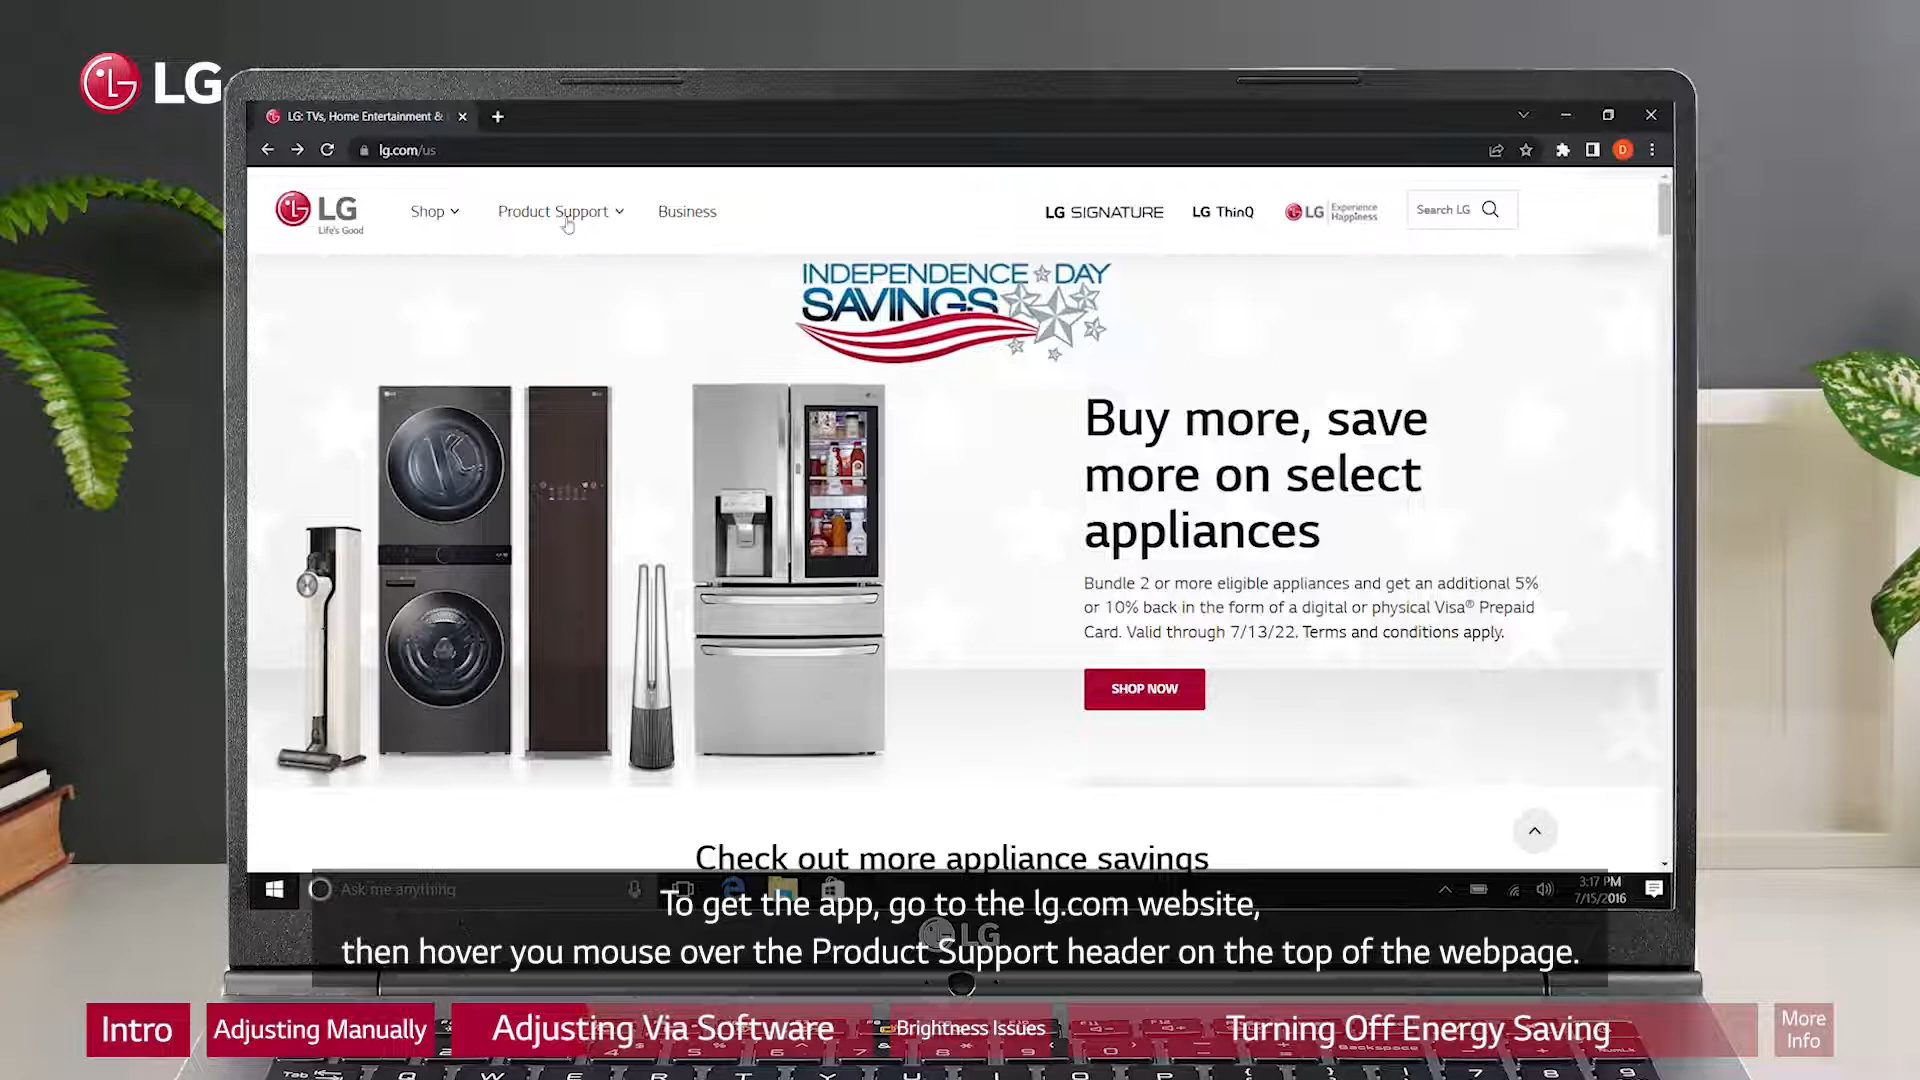 LG
LG: TVs, Home Entertainment &
lg.com/us
D
LG
Life's Good
Shop
Product Support
Business
LG SIGNATURE
LG ThinQ
LG Experience Happiness
Search LG
INDEPENDENCE DAY
SAVINGS
Buy more, save
more on select
appliances
Bundle 2 or more eligible appliances and get an additional 5%
or 10% back in the form of a digital or physical Visa® Prepaid
Card. Valid through 7/13/22. Terms and conditions apply.
SHOP NOW
Check out more appliance savings
Ask me anything
3:17 PM
7/15/2016
To get the app, go to the lg.com website,
then hover you mouse over the Product Support header on the top of the webpage.
LG
Intro
Adjusting Manually
Adjusting Via Software
Brightness Issues
Turning Off Energy Saving
More
Info